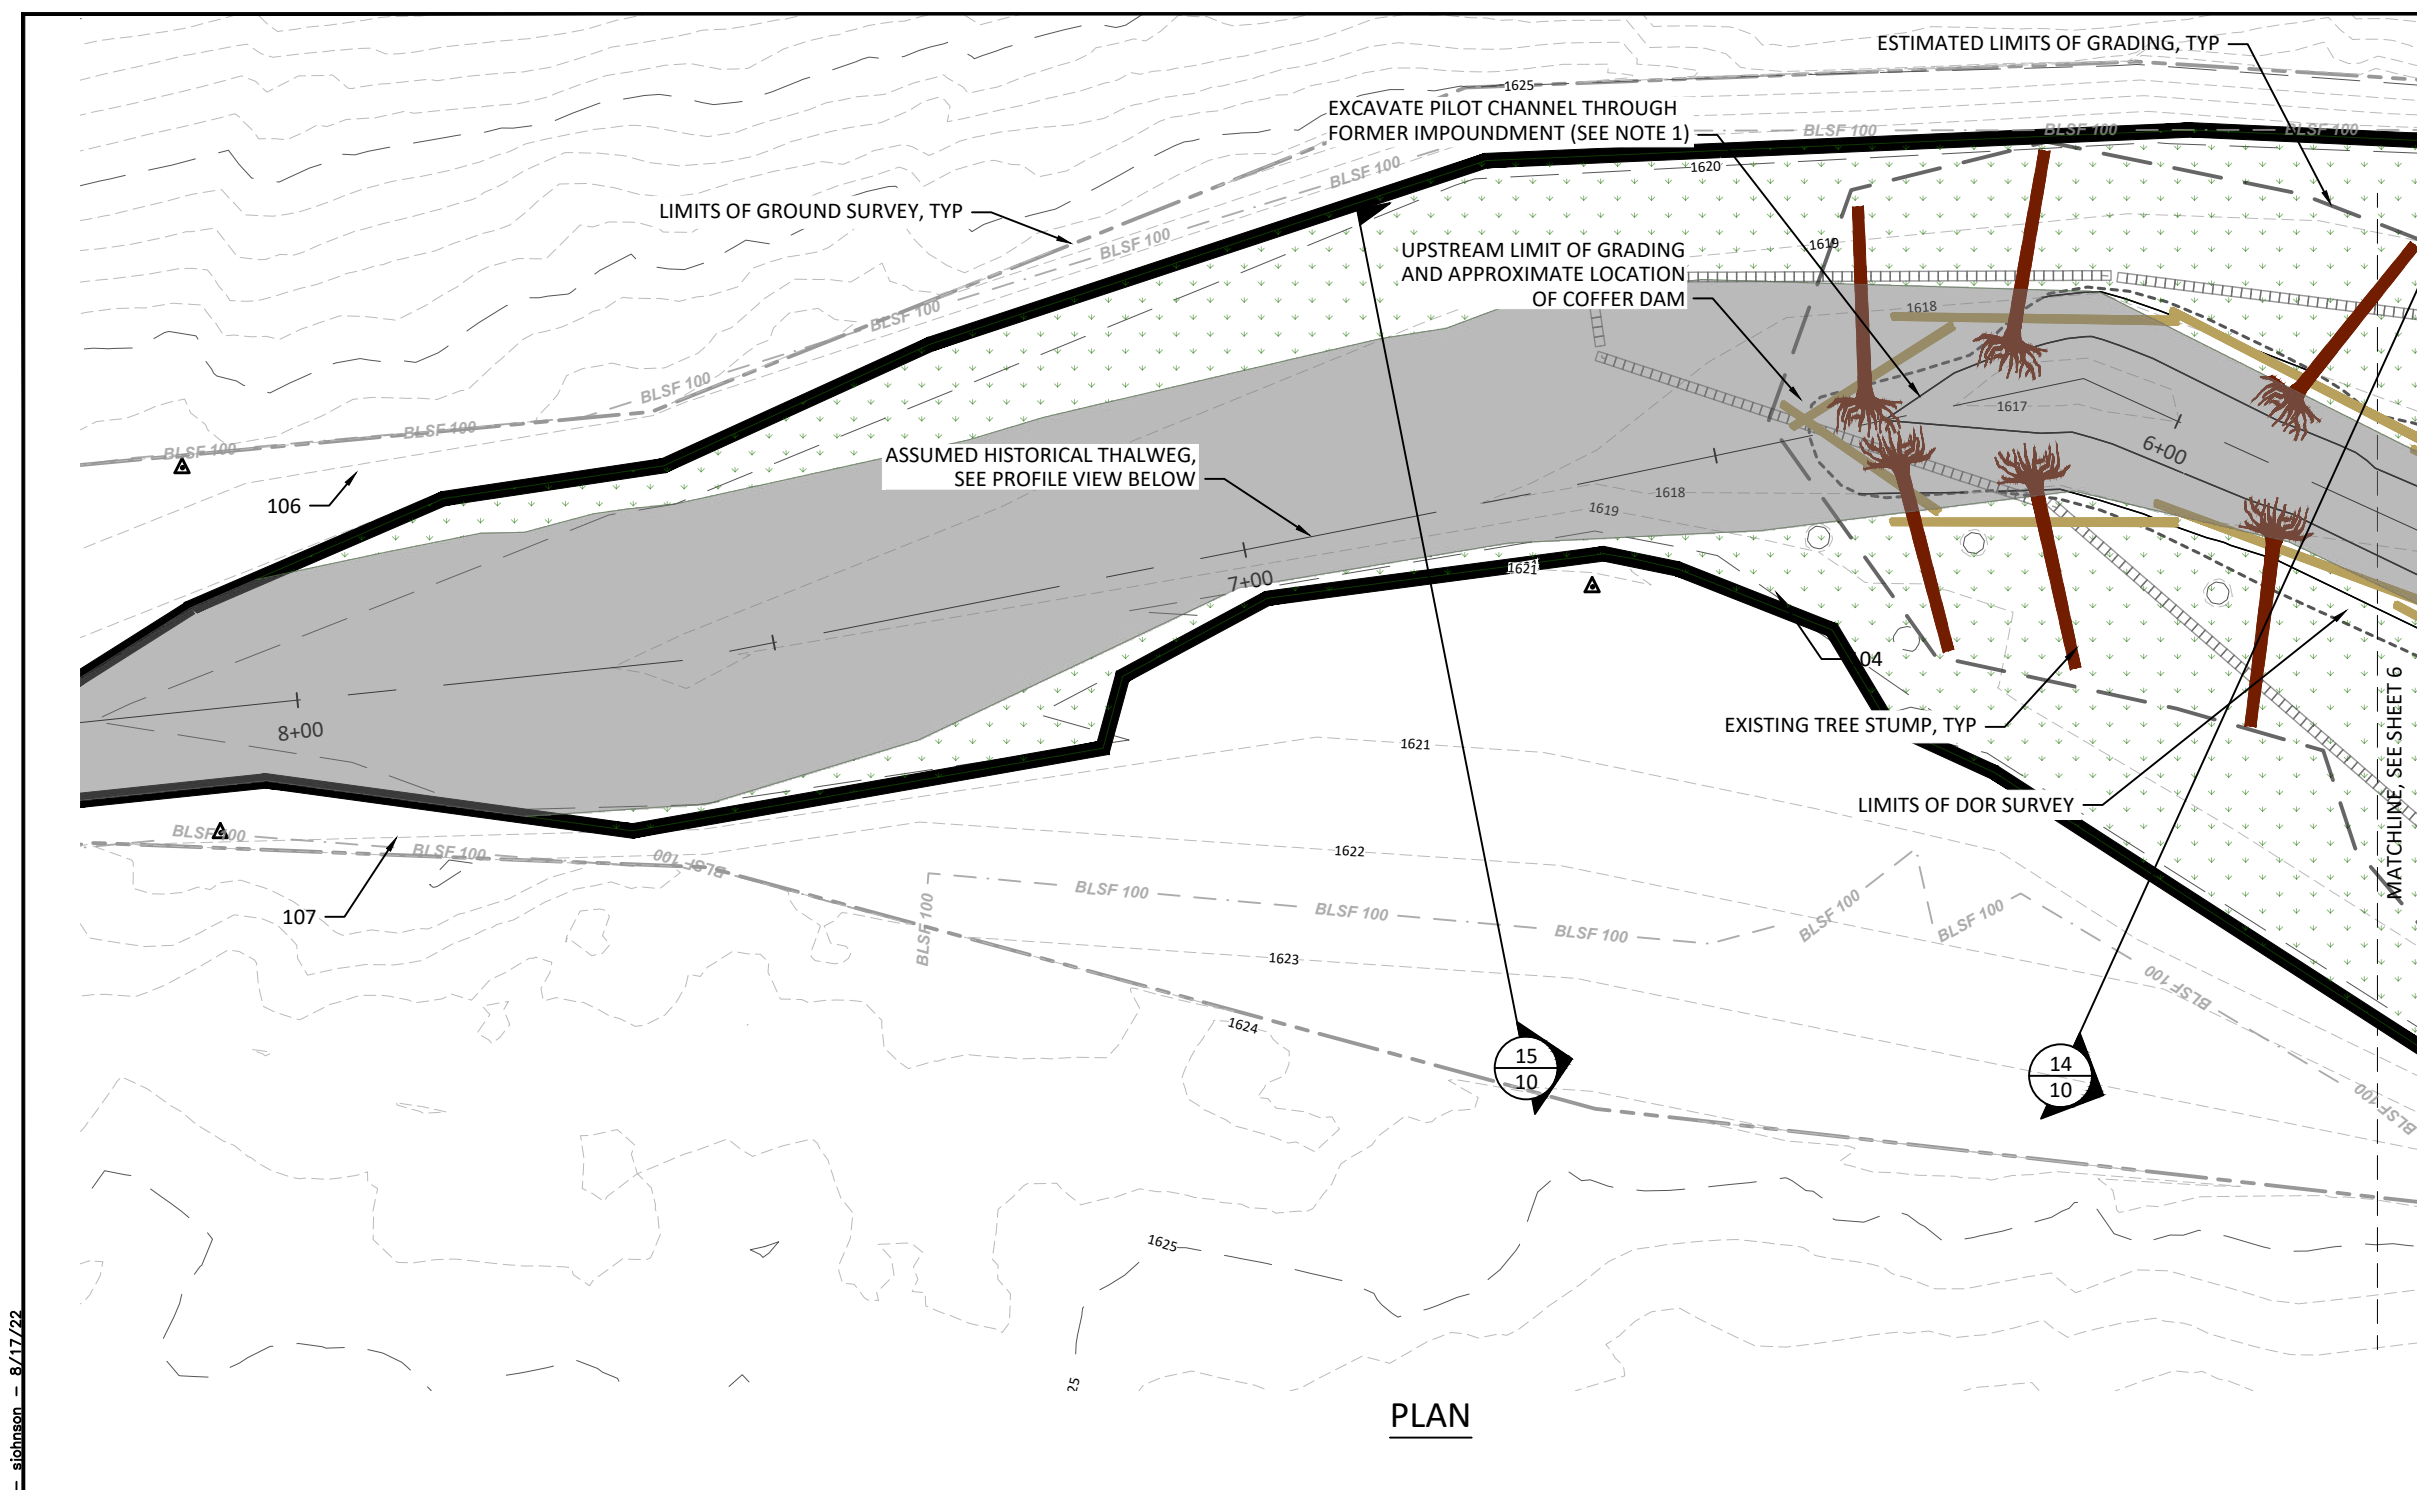 ESTIMATED LIMITS OF GRADING, TYP
1625
EXCAVATE PILOT CHANNEL THROUGH
FORMER IMPOUNDMENT (SEE NOTE 1)
BLSF 100
BLSF 100
BLSF 100
BLSF 100
1620
LIMITS OF GROUND SURVEY, TYP
BLSF 100
1619
UPSTREAM LIMIT OF GRADING
AND APPROXIMATE LOCATION
OF COFFER DAM
1618
BLSF 100
BLSF 100
1617
BLSF 100
BLSF 100
6+00
ASSUMED HISTORICAL THALWEG,
SEE PROFILE VIEW BELOW
106
1618
1619
7+00
1621
104
8+00
EXISTING TREE STUMP, TYP
1621
MATCHLINE, SEE SHEET 6
LIMITS OF DOR SURVEY
BLSF 100
BLSF 100
BLSF 100
1622
107
BLSF 100
BLSF 100
BLSF 100
BLSF 100
BLSF 100
BLSF 100
1623
BLSF 100
1624
15
10
14
10
BLSF 100
1625
25
PLAN
- sjohnson - 8/17/22